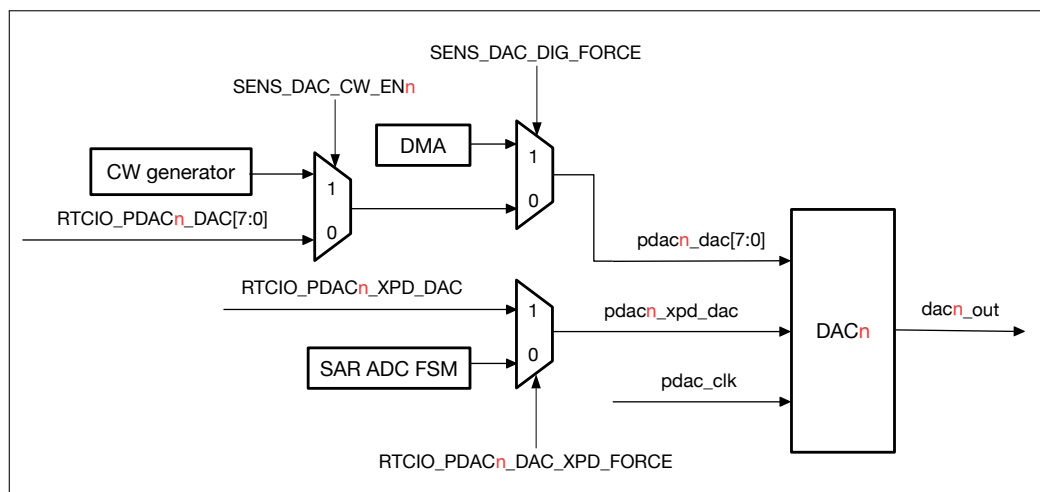 SENS_DAC_DIG_FORCE
SENS_DAC_CW_ENn
DMA
1
0
CW generator
1
0
RTCIO_PDACn_DAC[7:0]
pdacn_dac[7:0]
RTCIO_PDACn_XPD_DAC
1
0
SAR ADC FSM
pdacn_xpd_dac
pdac_clk
DACn
dacn_out
RTCIO_PDACn_DAC_XPD_FORCE